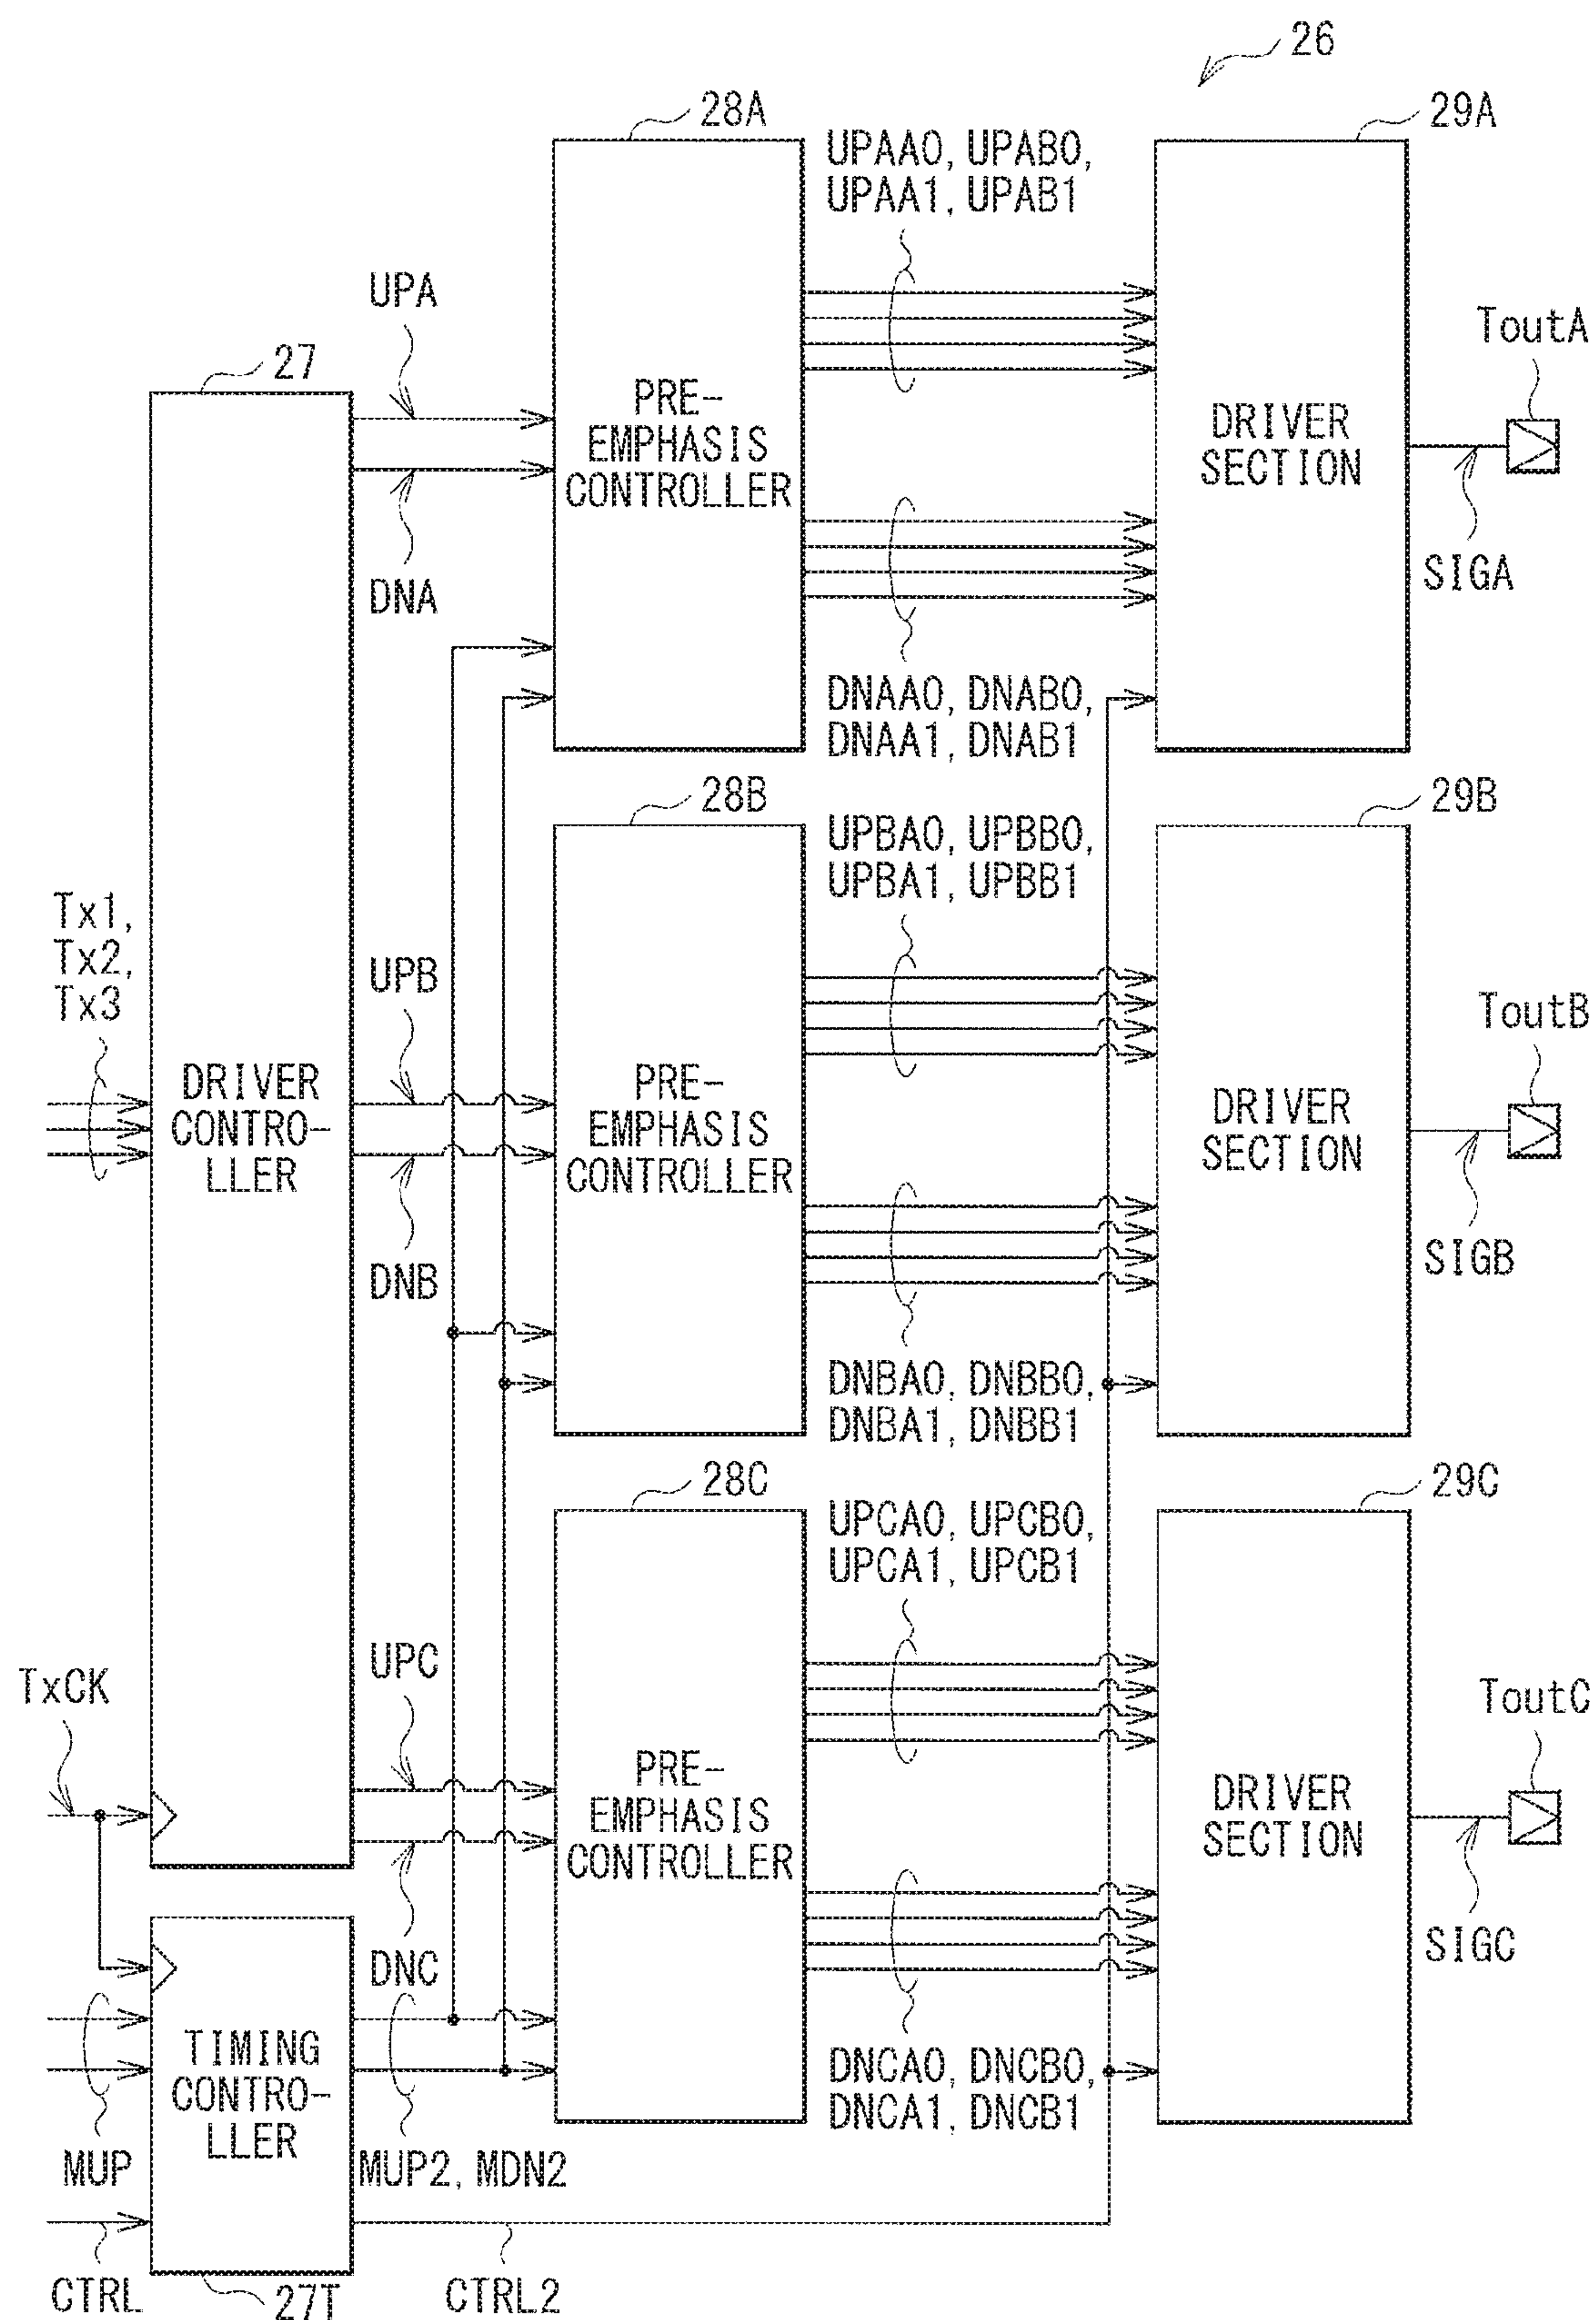 26
28A
29A
UPAA0, UPAB0,
UPAA1, UPAB1
UPA
ToutA
27
PRE-
EMPHASIS
CONTROLLER
DRIVER
SECTION
DNA
SIGA
DNAA0, DNAB0,
DNAA1, DNAB1
28B
29B
UPBA0, UPBB0,
UPBA1, UPBB1
Tx1,
Tx2,
Tx3
UPB
ToutB
DRIVER
CONTRO-
LLER
PRE-
EMPHASIS
CONTROLLER
DRIVER
SECTION
DNB
SIGB
DNBA0, DNBB0,
DNBA1, DNBB1
28C
29C
UPCA0, UPCB0,
UPCA1, UPCB1
TxCK
UPC
ToutC
PRE-
EMPHASIS
CONTROLLER
DRIVER
SECTION
DNC
SIGC
TIMING
CONTRO-
LLER
DNCA0, DNCB0,
DNCA1, DNCB1
MUP
MUP2, MDN2
CTRL
27T
CTRL2